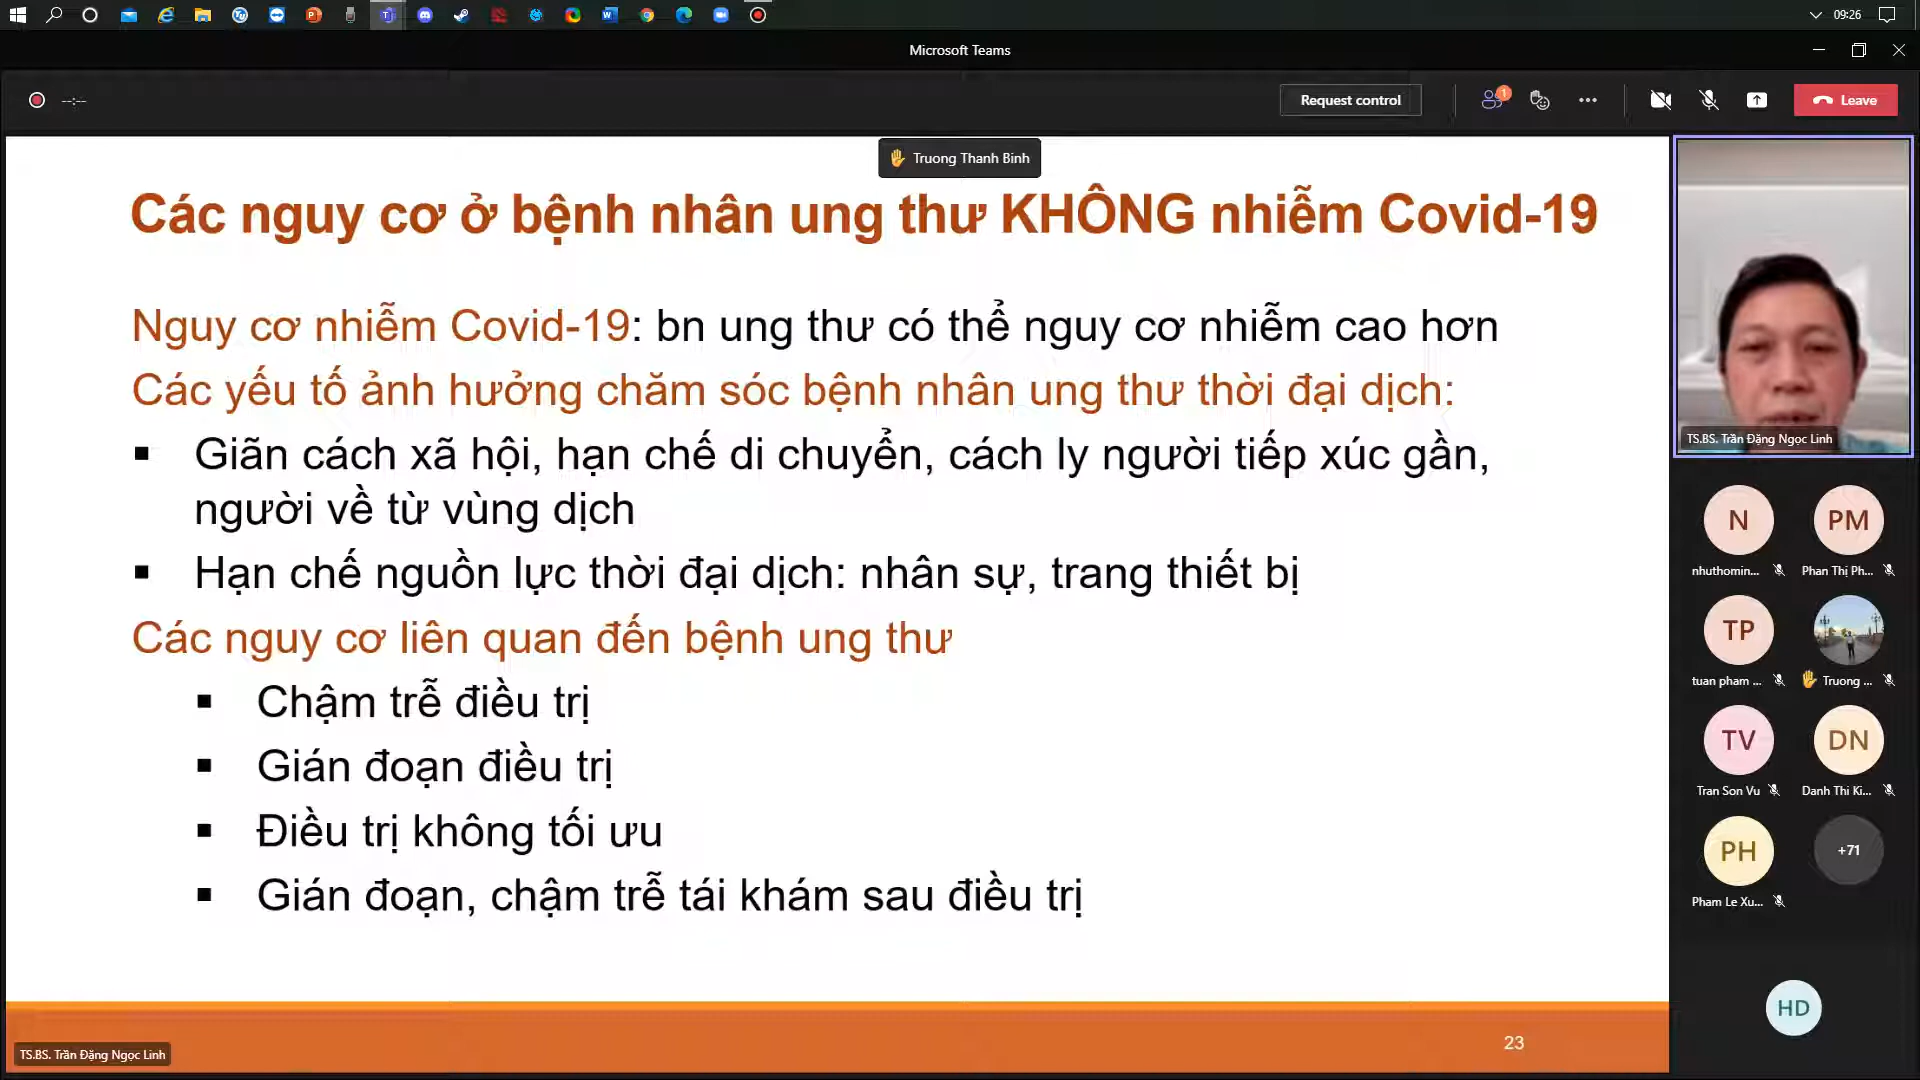 09:26
Microsoft Teams
--:--
Request control
1
Leave
Truong Thanh Binh
Các nguy cơ ở bệnh nhân ung thư KHÔNG nhiễm Covid-19
Nguy cơ nhiễm Covid-19: bn ung thư có thể nguy cơ nhiễm cao hơn
Các yếu tố ảnh hưởng chăm sóc bệnh nhân ung thư thời đại dịch:
▪ Giãn cách xã hội, hạn chế di chuyển, cách ly người tiếp xúc gần,
người về từ vùng dịch
▪ Hạn chế nguồn lực thời đại dịch: nhân sự, trang thiết bị
Các nguy cơ liên quan đến bệnh ung thư
▪ Chậm trễ điều trị
▪ Gián đoạn điều trị
▪ Điều trị không tối ưu
▪ Gián đoạn, chậm trễ tái khám sau điều trị
23
TS.BS. Trần Đặng Ngọc Linh
TS.BS. Trần Đặng Ngọc Linh
N
PM
nhuthomin...
Phan Thị Ph...
TP
tuan pham ...
Truong ...
TV
DN
Tran Son Vu
Danh Thi Ki...
PH
+71
Pham Le Xu...
HD